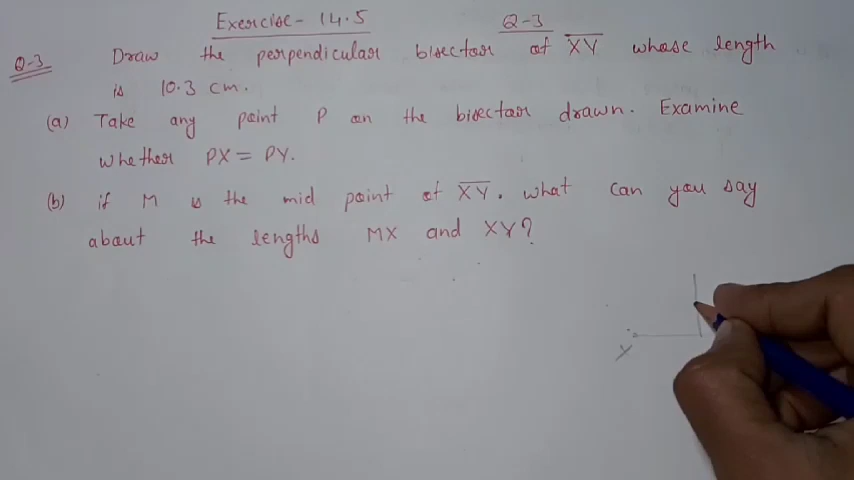 Exercise - 14.5 Q-3
Q-3 Draw the perpendicular bisector of XY whose length
is 10.3 cm.
(a) Take any point P on the bisector drawn. Examine
whether PX = PY.
(b) if M is the mid point of XY. what can you say
about the lengths MX and XY?